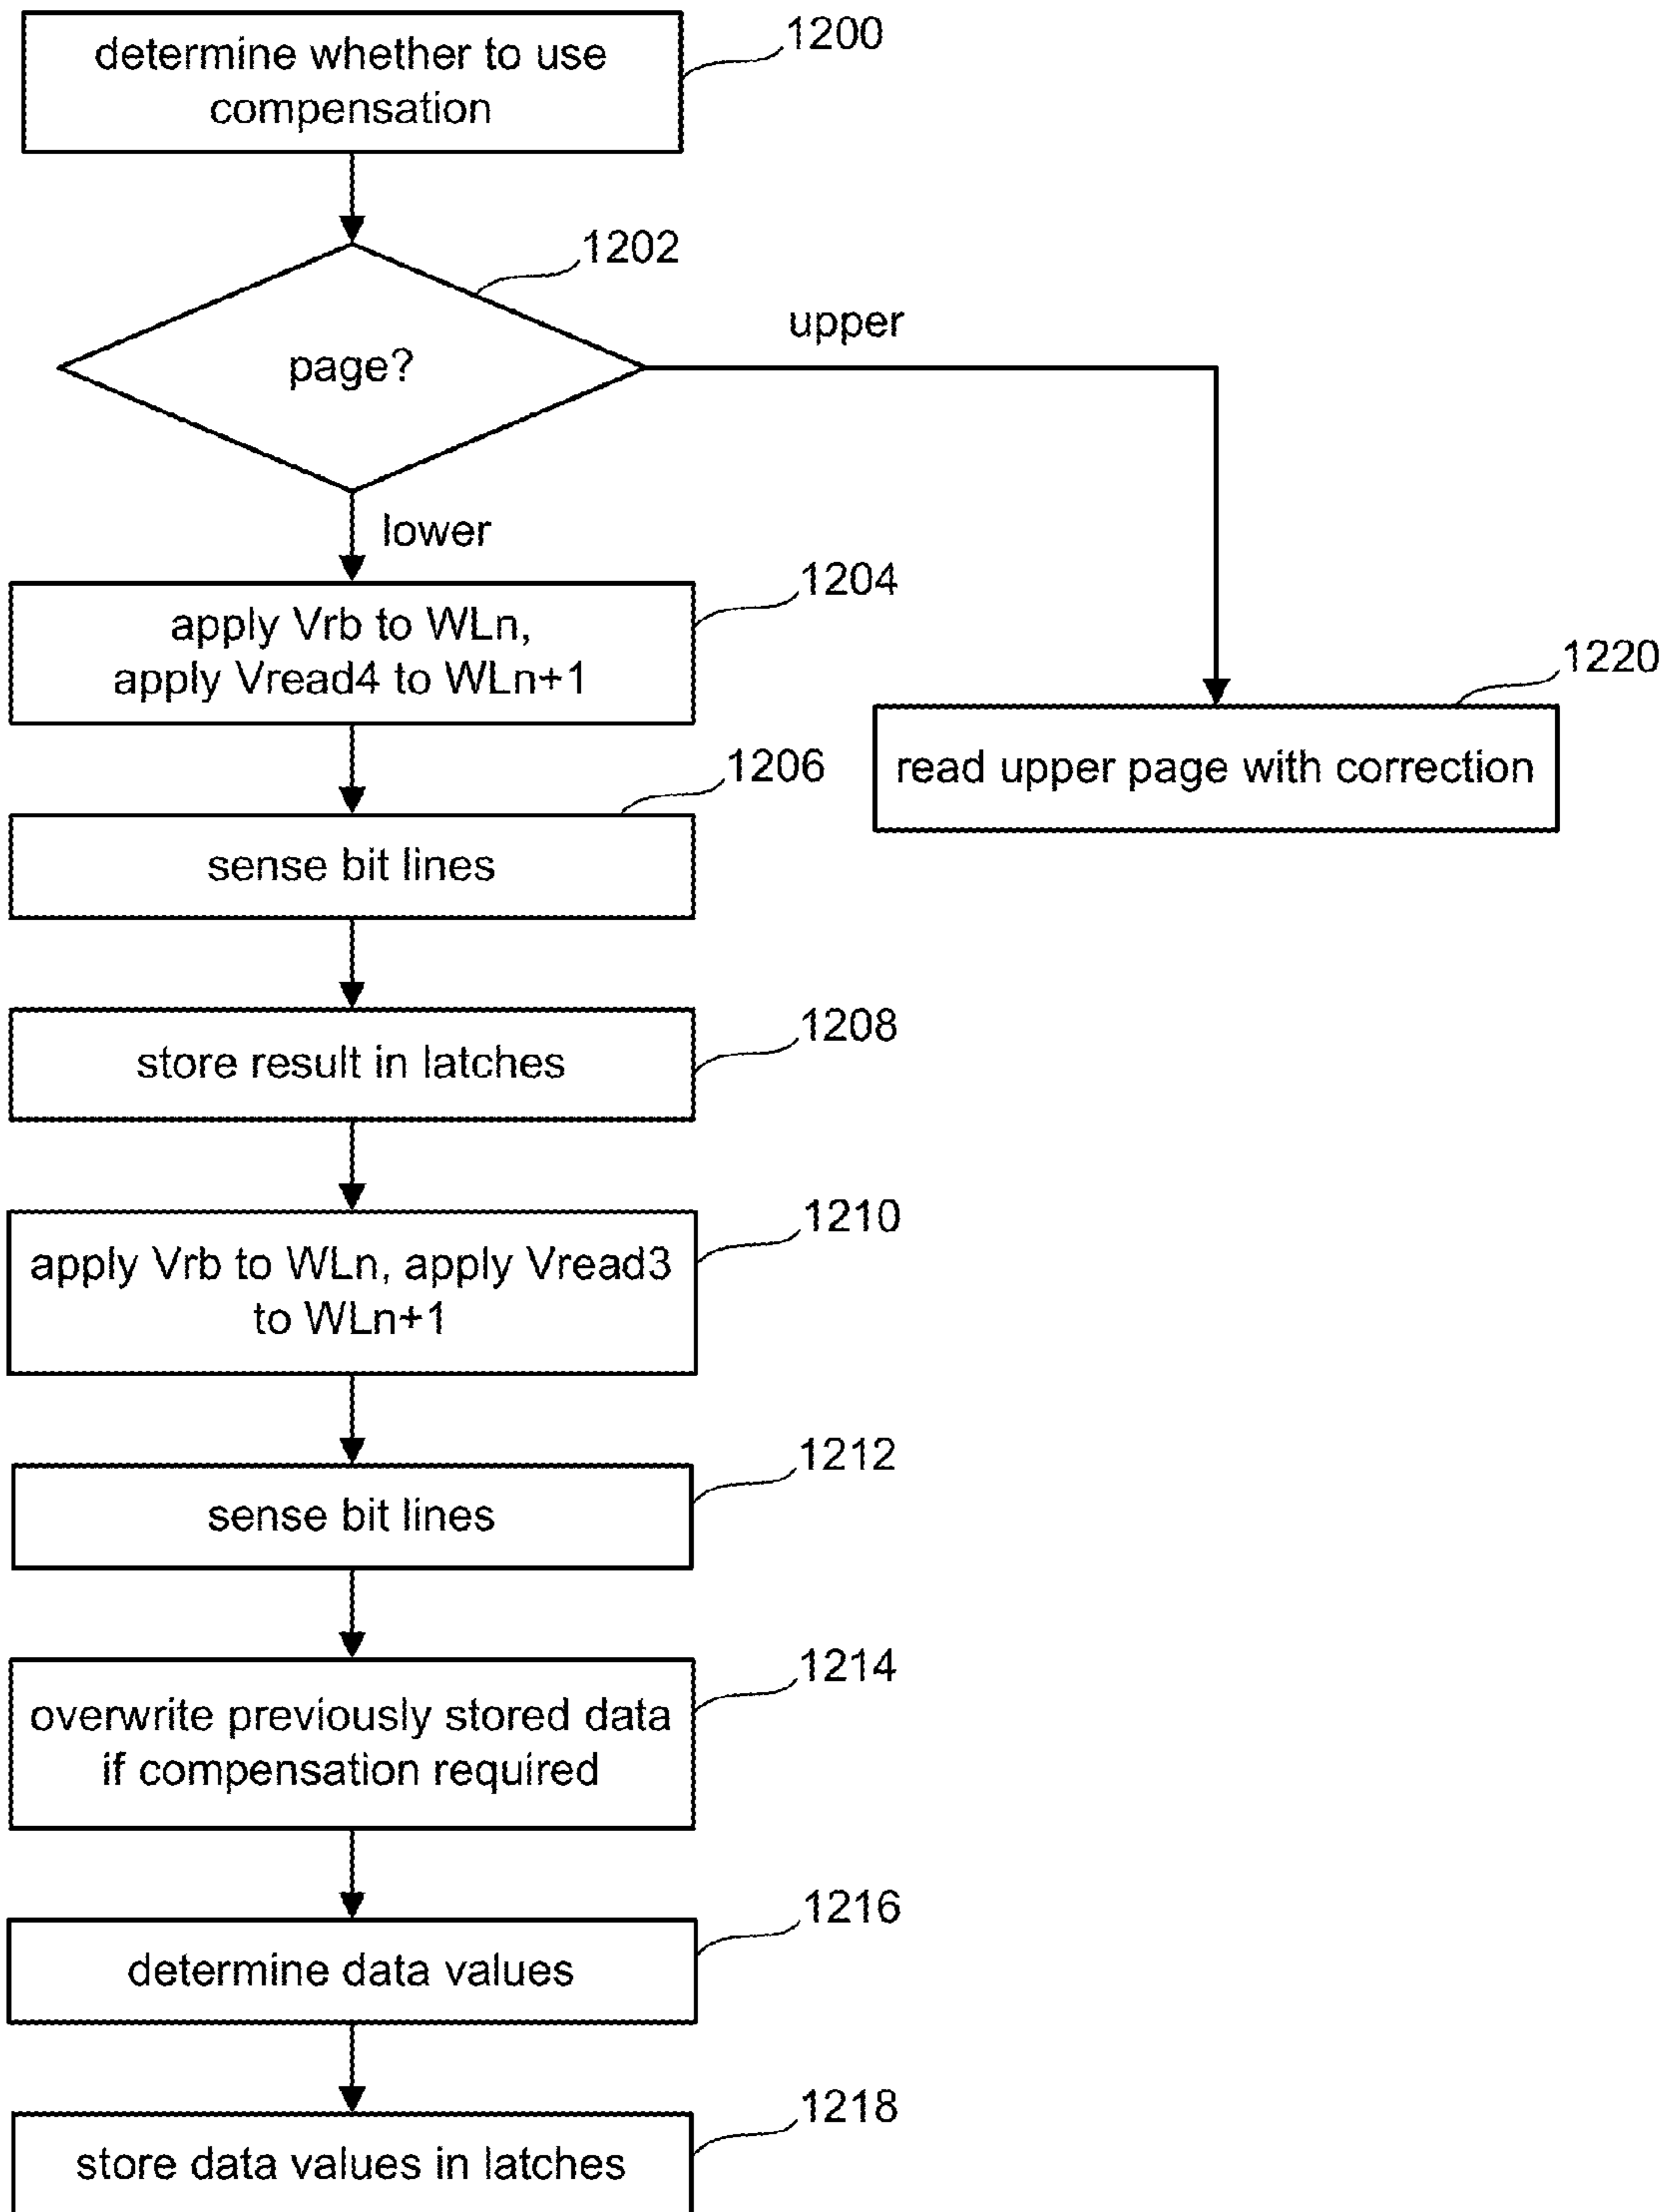 determine whether to use
compensation
1200
1202
page?
upper
lower
1204
apply Vrb to WLn,
apply Vread4 to WLn+1
1220
read upper page with correction
1206
sense bit lines
1208
store result in latches
1210
apply Vrb to WLn, apply Vread3
to WLn+1
1212
sense bit lines
1214
overwrite previously stored data
if compensation required
1216
determine data values
1218
store data values in latches